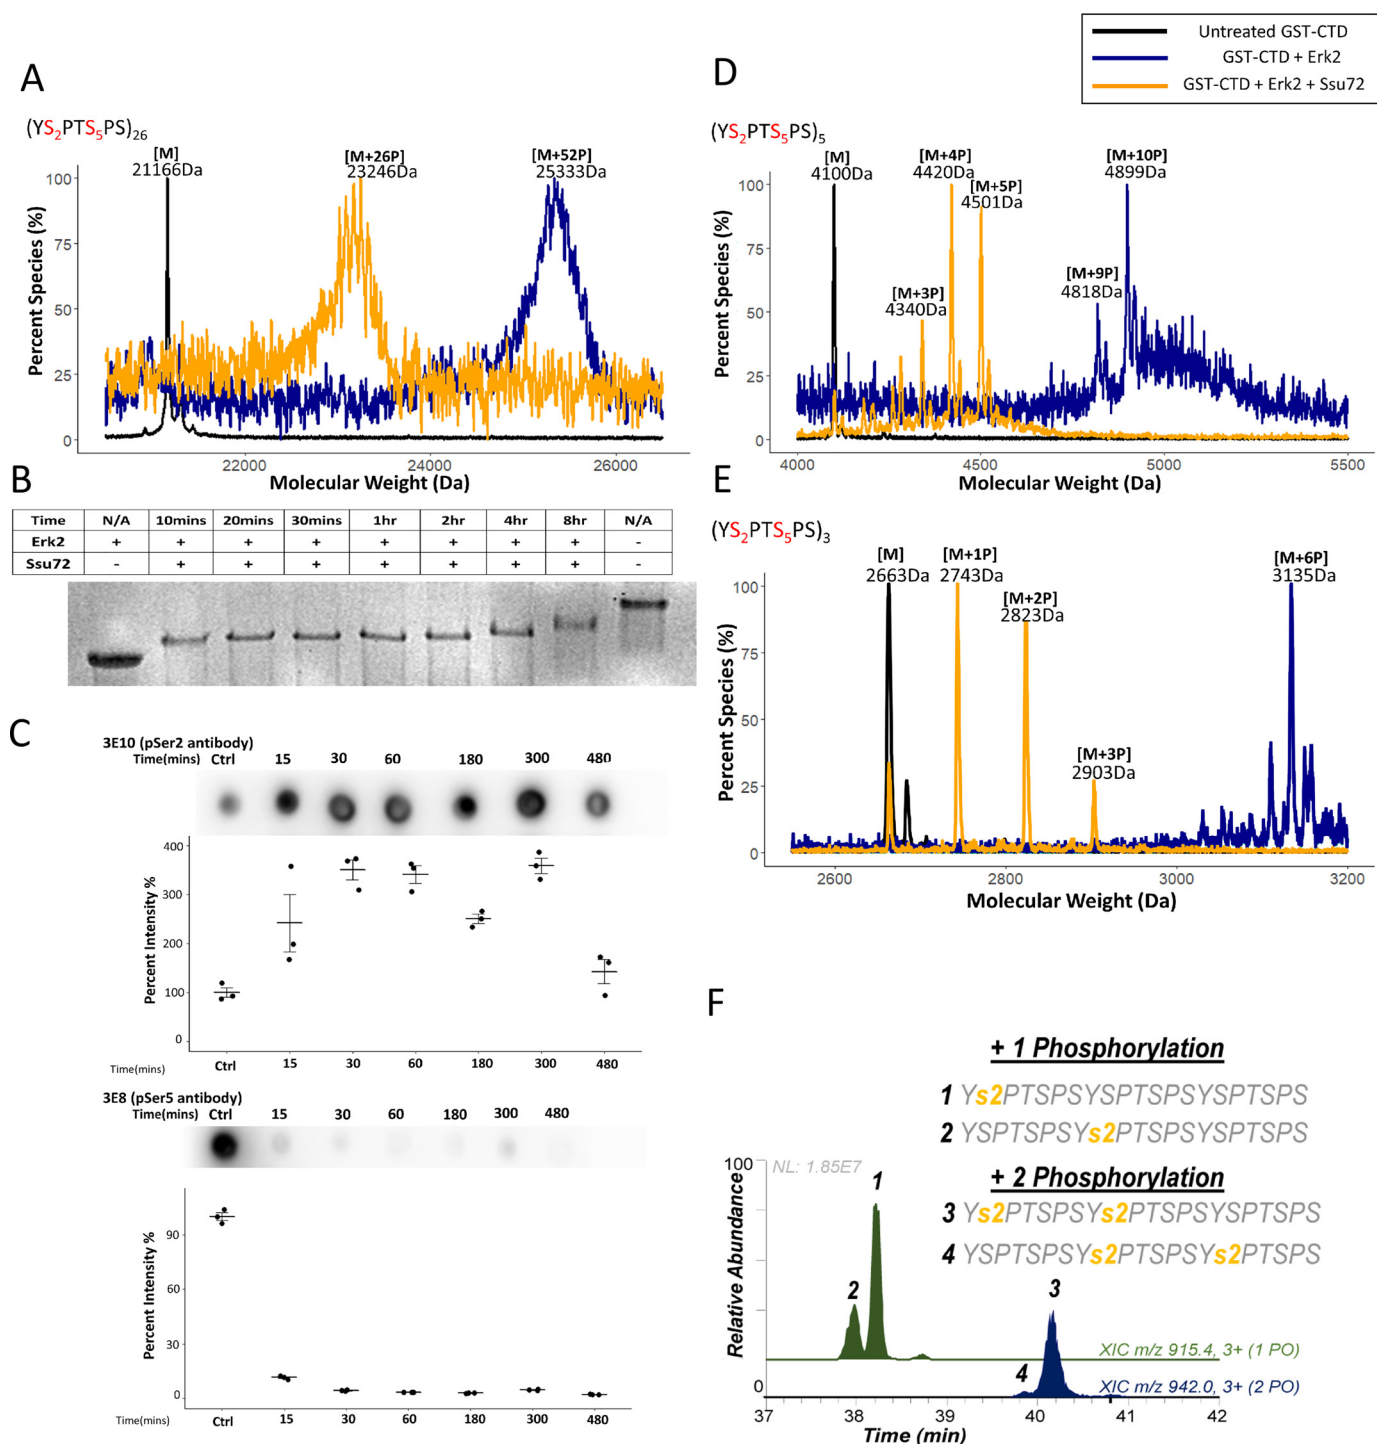 Untreated GST-CTD
GST-CTD + Erk2
GST-CTD + Erk2 + Ssu72
A
(YS2PTS5PS)26
[M]
21166Da
[M+26P]
23246Da
[M+52P]
25333Da
100
75
50
25
0
Percent Species (%)
22000 24000 26000
Molecular Weight (Da)
B
Time N/A 10mins 20mins 30mins 1hr 2hr 4hr 8hr N/A
Erk2 + + + + + + + + -
Ssu72 - + + + + + + + -
C
3E10 (pSer2 antibody)
Time(mins) Ctrl 15 30 60 180 300 480
400
300
200
100
0
Percent Intensity %
Time(mins) Ctrl 15 30 60 180 300 480
3E8 (pSer5 antibody)
Time(mins) Ctrl 15 30 60 180 300 480
90
60
30
0
Percent Intensity %
Time(mins) Ctrl 15 30 60 180 300 480
D
(YS2PTS5PS)5
[M]
4100Da
[M+4P]
4420Da
[M+5P]
4501Da
[M+3P]
4340Da
[M+10P]
4899Da
[M+9P]
4818Da
100
75
50
25
0
Percent Species (%)
4000 4500 5000 5500
Molecular Weight (Da)
E
(YS2PTS5PS)3
[M]
2663Da
[M+1P]
2743Da
[M+2P]
2823Da
[M+3P]
2903Da
[M+6P]
3135Da
100
75
50
25
0
Percent Species (%)
2600 2800 3000 3200
Molecular Weight (Da)
F
+ 1 Phosphorylation
1 Ys2PTSPSYSPTSPSYSPTSPS
2 YSPTSPSYs2PTSPSYSPTSPS
+ 2 Phosphorylation
3 Ys2PTSPSYs2PTSPSYSPTSPS
4 YSPTSPSYs2PTSPSYs2PTSPS
100
NL: 1.85E7
1
2
3
4
Relative Abundance
0
XIC m/z 915.4, 3+ (1 PO)
XIC m/z 942.0, 3+ (2 PO)
37 38 39 40 41 42
Time (min)